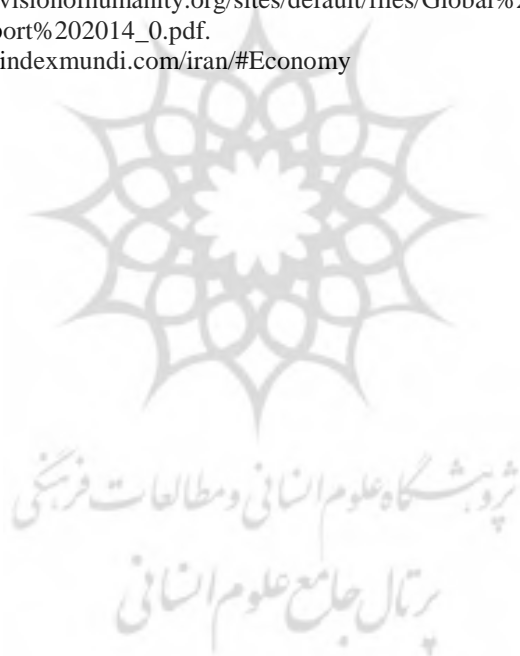 visionofhumanity.org/sites/default/files/Global%2
port%202014_0.pdf.
indexmundi.com/iran/#Economy
پژوهشگاه علوم انسانی و مطالعات فرهنگی
پرتال جامع علوم انسانی